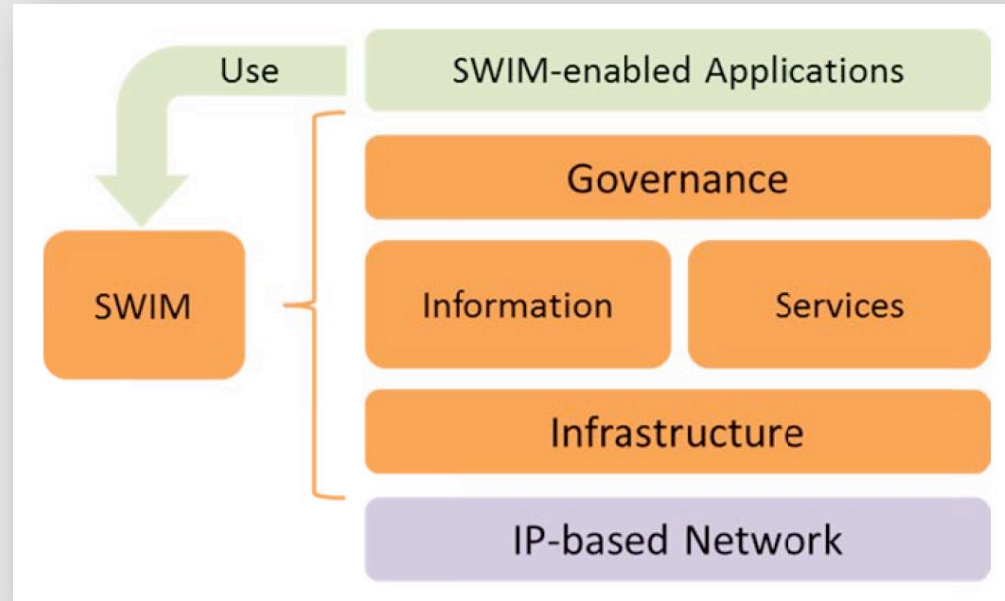 Use
SWIM-enabled Applications
Governance
SWIM
Information
Services
Infrastructure
IP-based Network